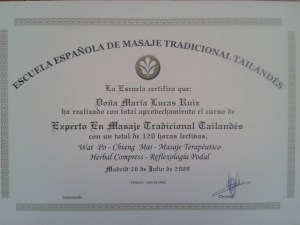 ESCUELA ESPAÑOLA DE MASAJE TRADICIONAL TAILANDÉS
La Escuela certifica que:
Doña María Lucas Ruiz
ha realizado con total aprovechamiento el curso de
Experto En Masaje Tradicional Tailandés
con un total de 120 horas lectivas.
Wat Po - Chiang Mai - Masaje Terapéutico
Herbal Compress - Reflexología Podal
Madrid 26 de Julio de 2009